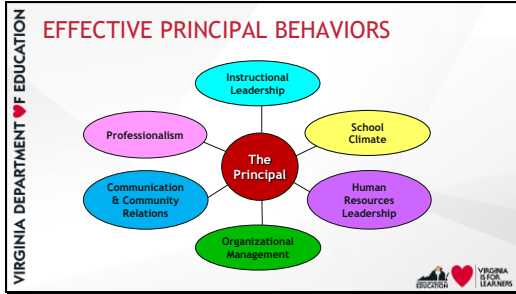 EFFECTIVE PRINCIPAL BEHAVIORS
VIRGINIA DEPARTMENT OF EDUCATION
Instructional
Leadership
Professionalism
School
Climate
The
Principal
Communication
& Community
Relations
Human
Resources
Leadership
Organizational
Management
EDUCATION
VIRGINIA
IS FOR
LEARNERS